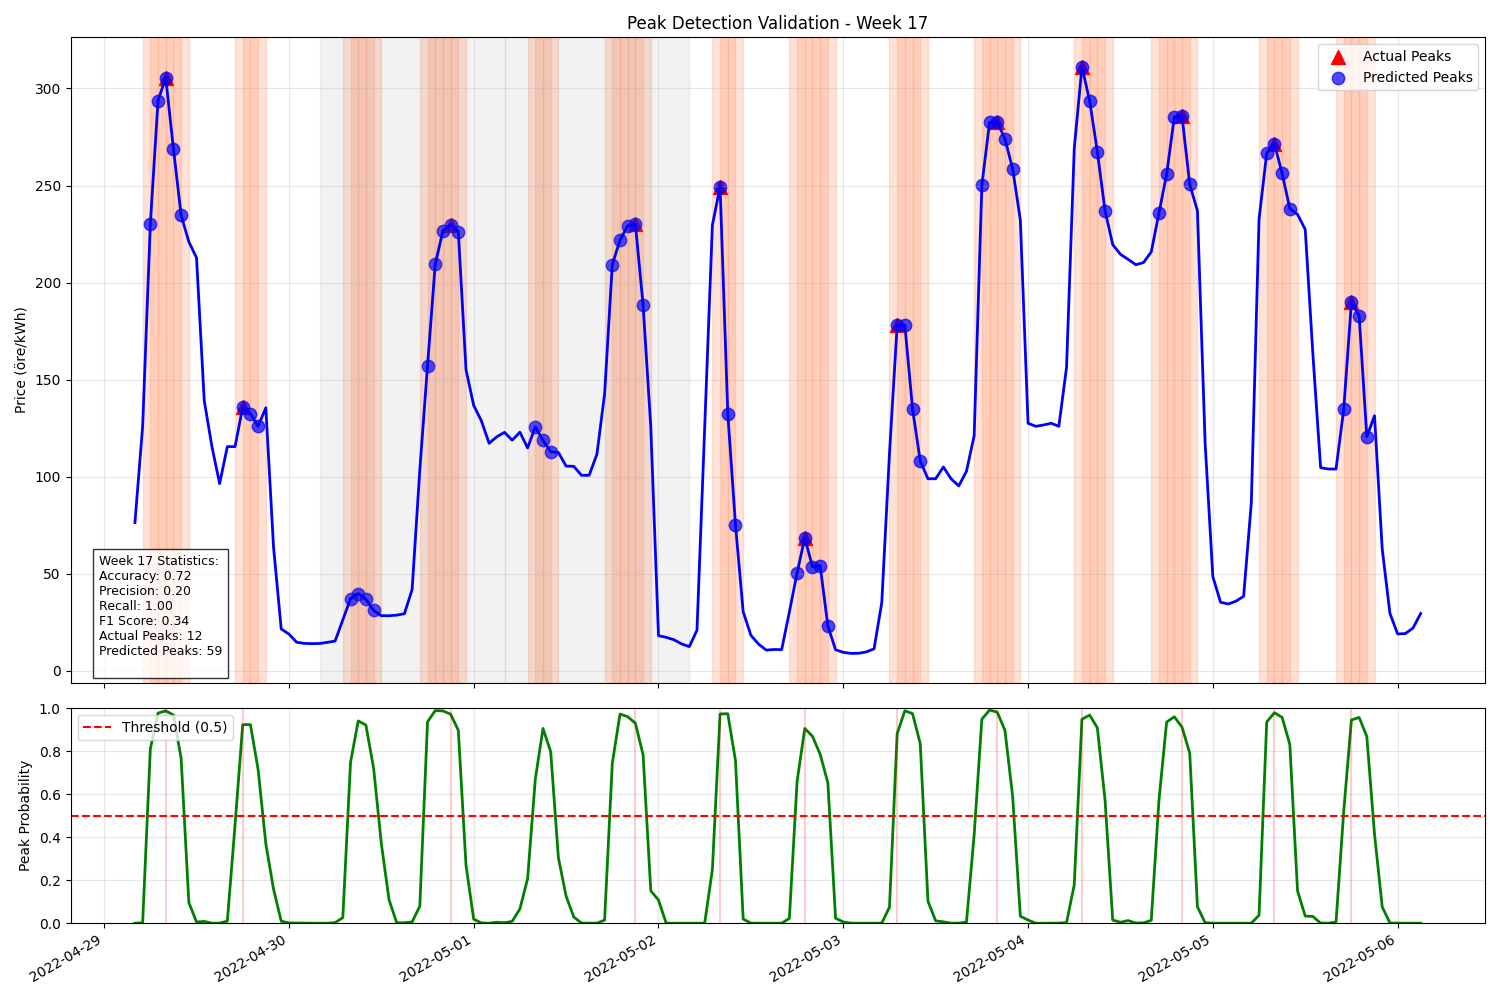 Peak Detection Validation - Week 17
Actual Peaks
Predicted Peaks
Price (öre/kWh)
300
250
200
150
100
50
0
Week 17 Statistics:
Accuracy: 0.72
Precision: 0.20
Recall: 1.00
F1 Score: 0.34
Actual Peaks: 12
Predicted Peaks: 59
Threshold (0.5)
Peak Probability
1.0
0.8
0.6
0.4
0.2
0.0
2022-04-29
2022-04-30
2022-05-01
2022-05-02
2022-05-03
2022-05-04
2022-05-05
2022-05-06